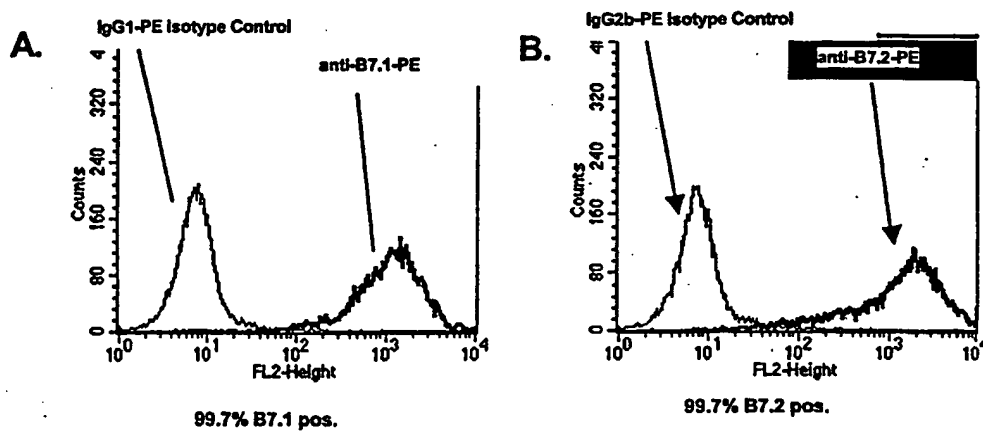 A.
IgG1-PE Isotype Control
anti-B7.1-PE
Counts
4
320
240
160
80
0
10^0
10^1
10^2
10^3
10^4
FL2-Height
99.7% B7.1 pos.
B.
IgG2b-PE Isotype Control
anti-B7.2-PE
Counts
4
320
240
160
80
0
10^0
10^1
10^2
10^3
10^4
FL2-Height
99.7% B7.2 pos.